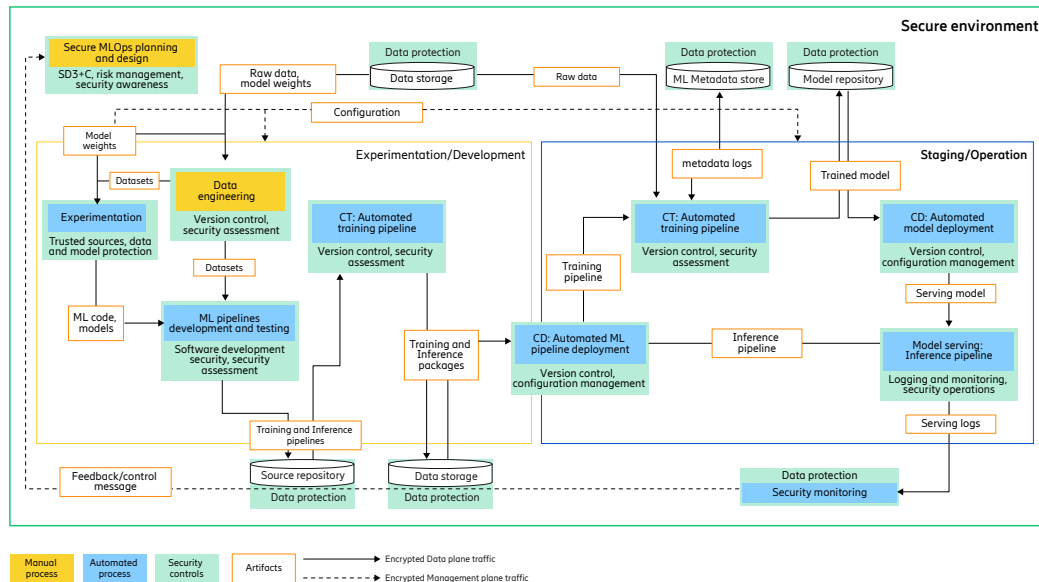 Secure environment
Secure MLOps planning
and design
SD3+C, risk management,
security awareness
Raw data,
model weights
Data protection
Data storage
Raw data
Data protection
ML Metadata store
Data protection
Model repository
Configuration
Model
weights
Experimentation/Development
Staging/Operation
metadata logs
Trained model
Datasets
Data
engineering
Version control,
security assessment
Experimentation
Trusted sources, data
and model protection
CT: Automated
training pipeline
Version control, security
assessment
CT: Automated
training pipeline
Version control, security
assessment
CD: Automated
model deployment
Version control,
configuration management
Datasets
Training
pipeline
Serving model
ML code,
models
ML pipelines
development and testing
Software development
security, security
assessment
Training and
Inference
packages
CD: Automated ML
pipeline deployment
Version control,
configuration management
Inference
pipeline
Model serving:
Inference pipeline
Logging and monitoring,
security operations
Serving logs
Training and Inference
pipelines
Source repository
Data protection
Data storage
Data protection
Feedback/control
message
Data protection
Security monitoring
Manual
process
Automated
process
Security
controls
Artifacts
Encrypted Data plane traffic
Encrypted Management plane traffic